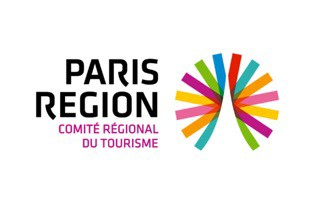 PARIS
REGION
COMITÉ RÉGIONAL
DU TOURISME